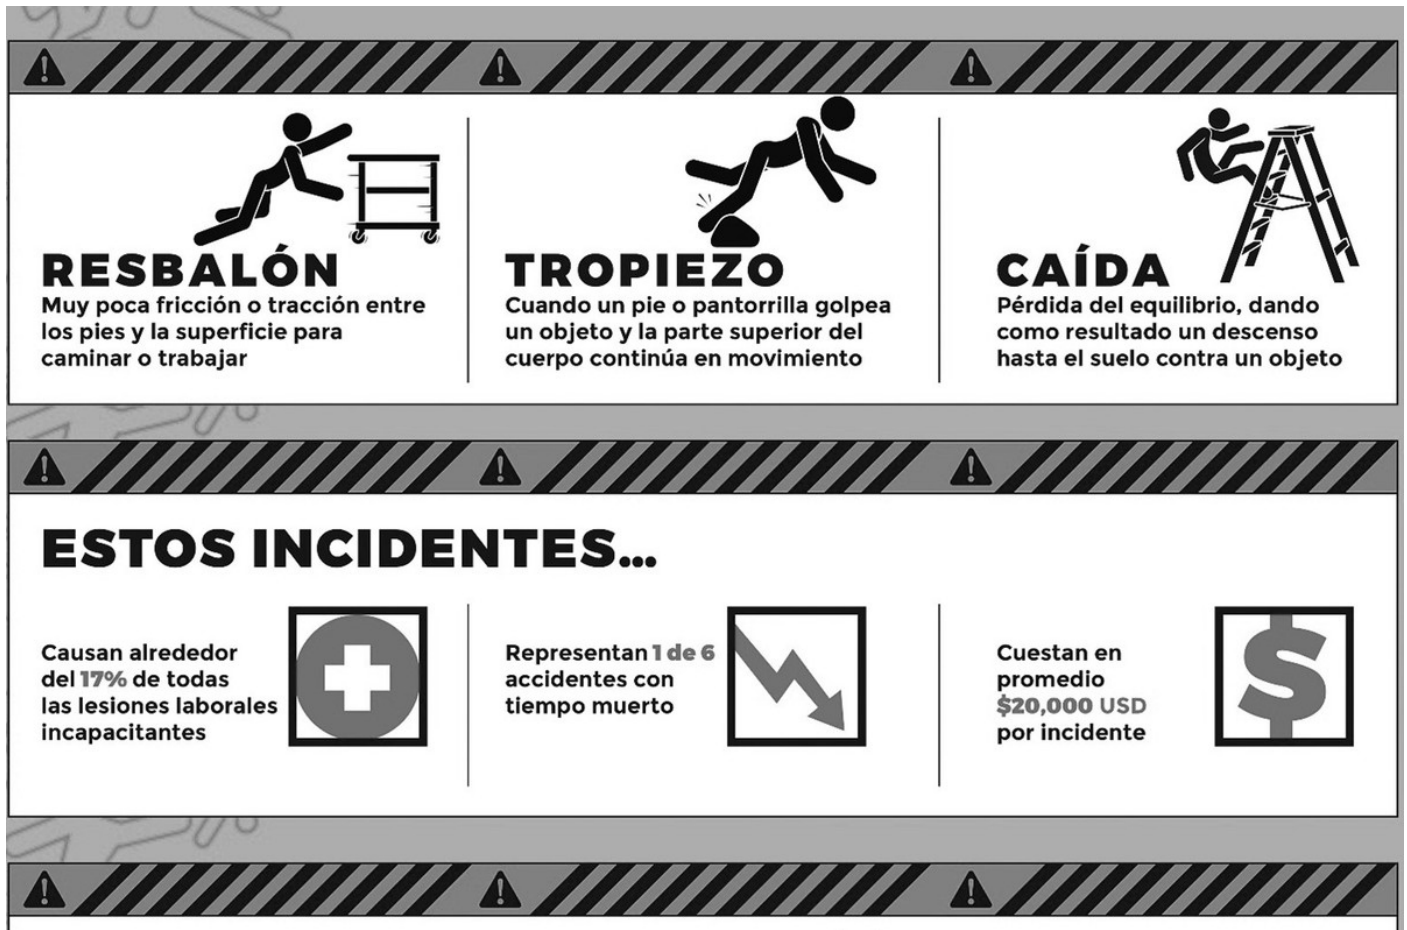 RESBALÓN
Muy poca fricción o tracción entre
los pies y la superficie para
caminar o trabajar
TROPIEZO
Cuando un pie o pantorrilla golpea
un objeto y la parte superior del
cuerpo continúa en movimiento
CAÍDA
Pérdida del equilibrio, dando
como resultado un descenso
hasta el suelo contra un objeto
ESTOS INCIDENTES...
Causan alrededor
del 17% de todas
las lesiones laborales
incapacitantes
Representan 1 de 6
accidentes con
tiempo muerto
Cuestan en
promedio
$20,000 USD
por incidente